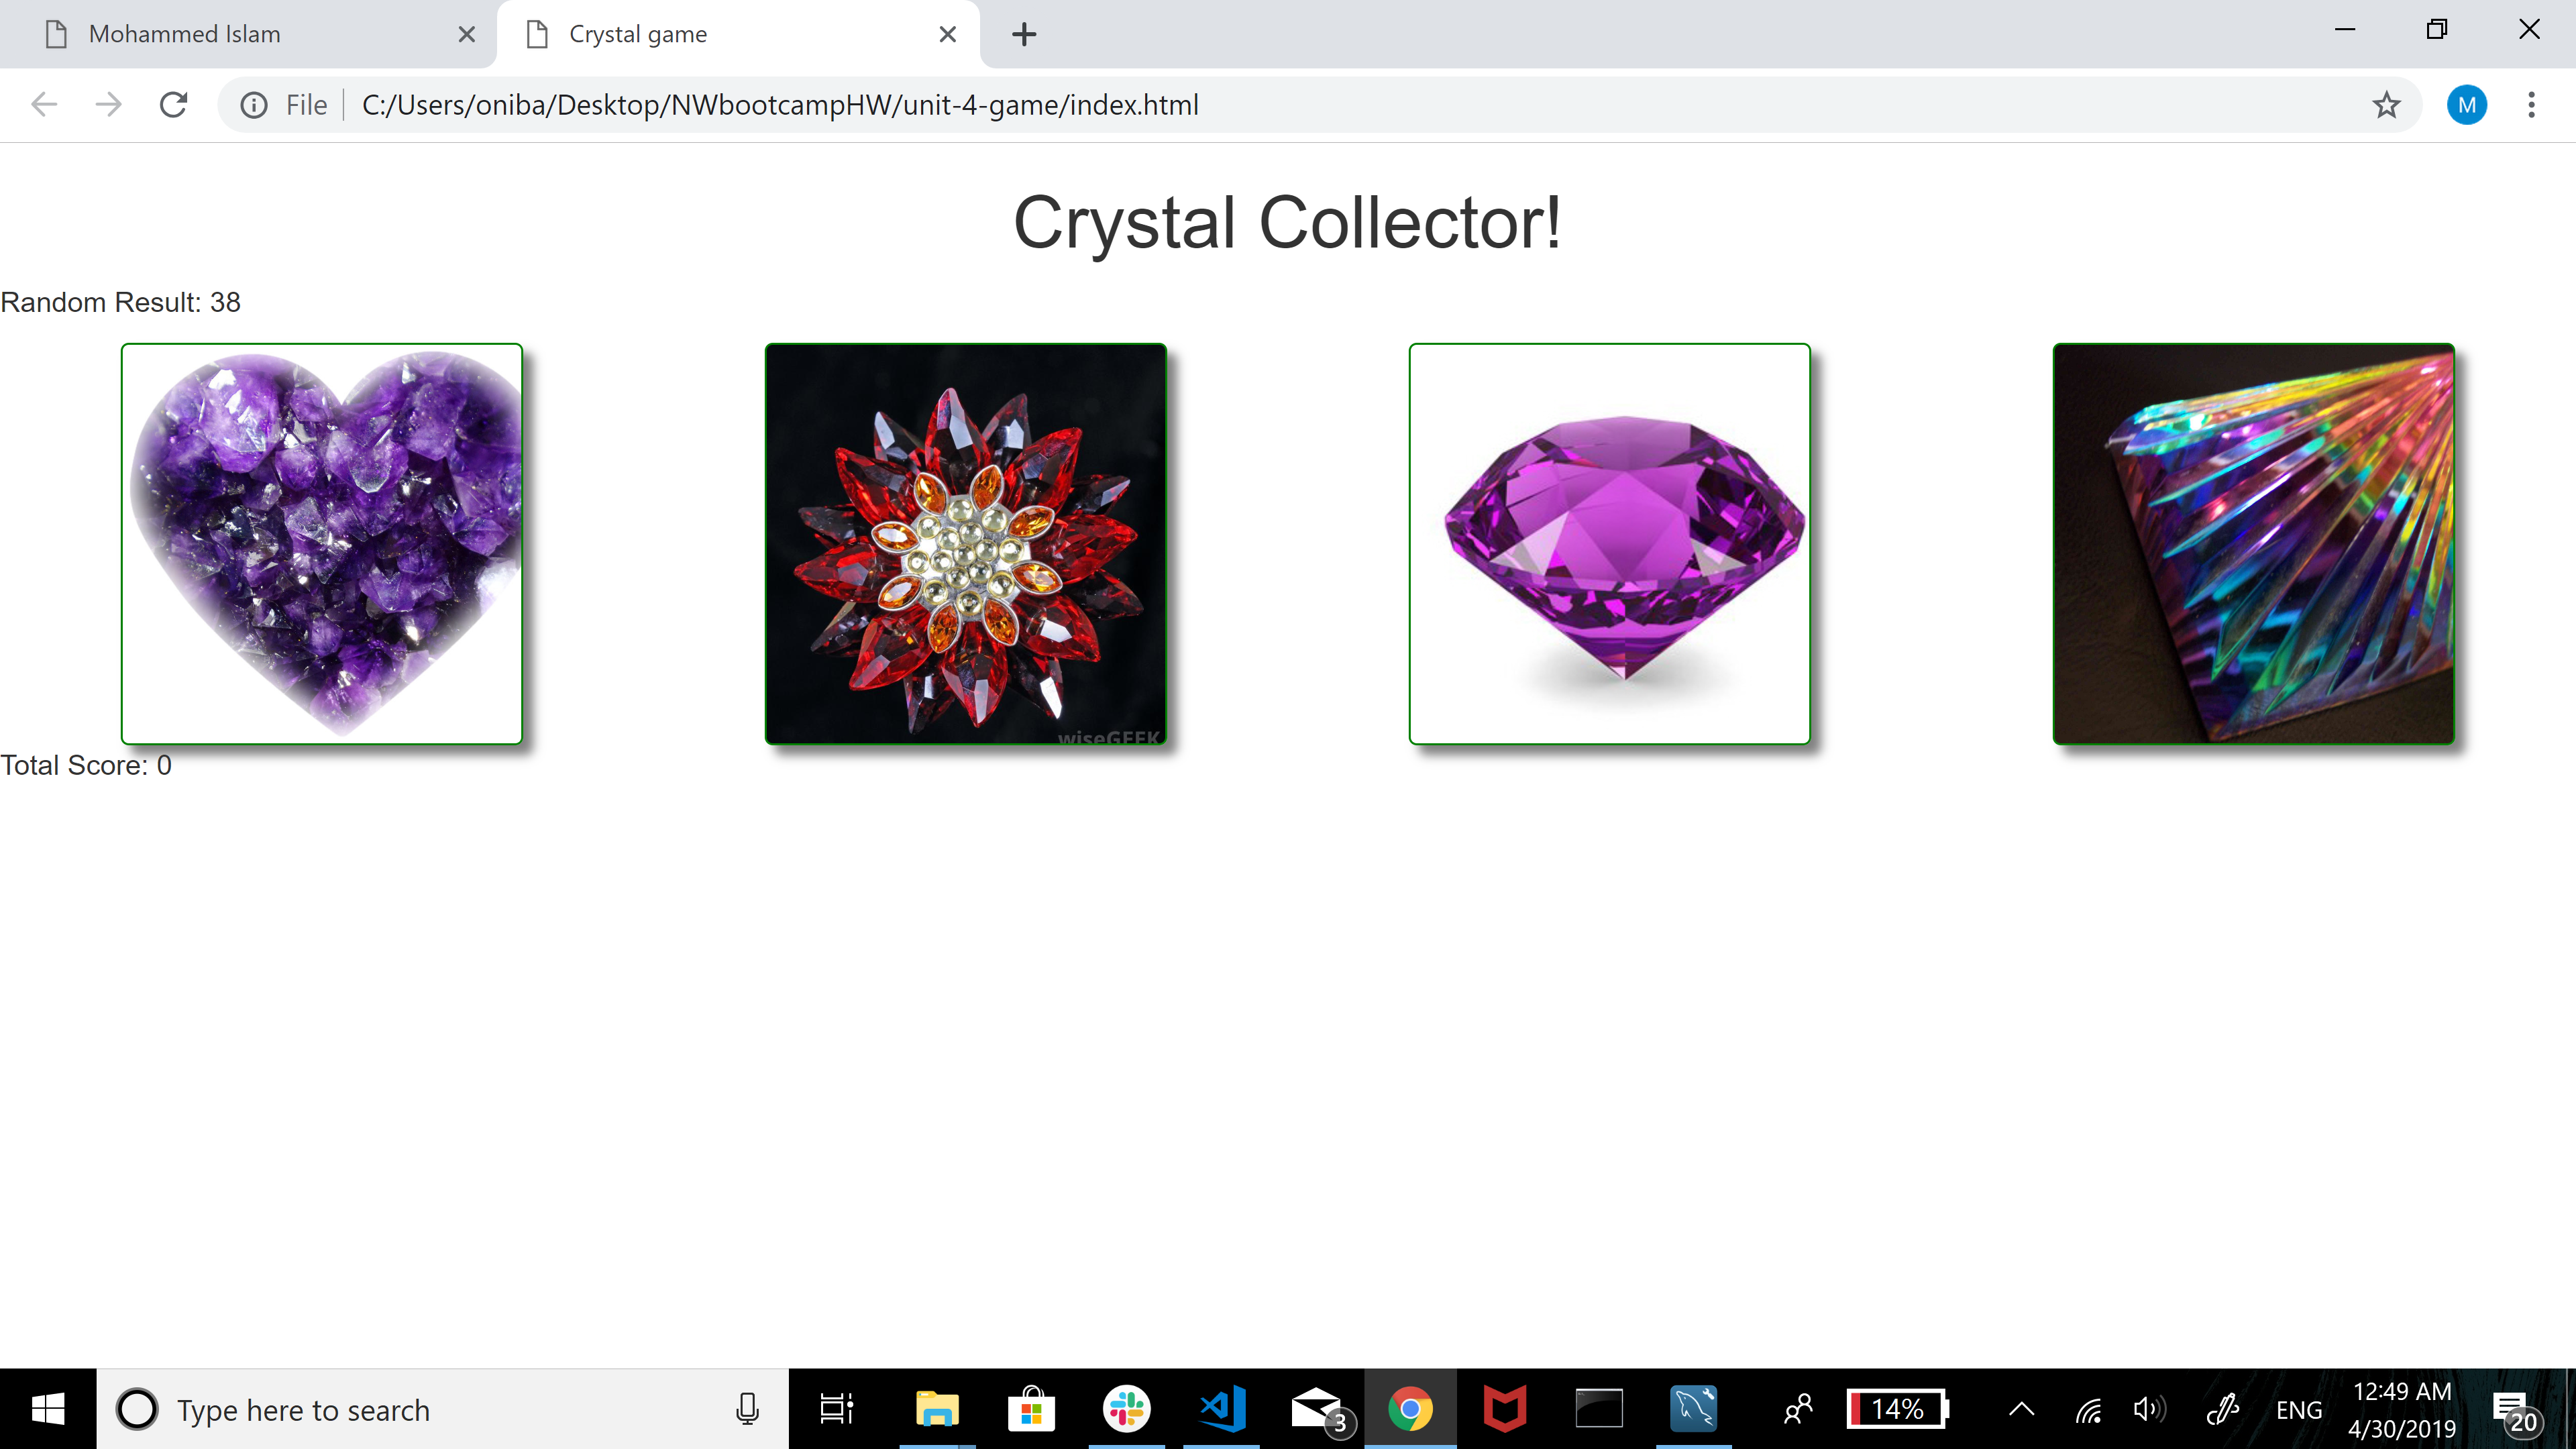 Mohammed Islam
Crystal game
File
C:/Users/oniba/Desktop/NWbootcampHW/unit-4-game/index.html
M
Crystal Collector!
Random Result: 38
wiseGEEK
Total Score: 0
Type here to search
3
14%
ENG
12:49 AM
4/30/2019
20